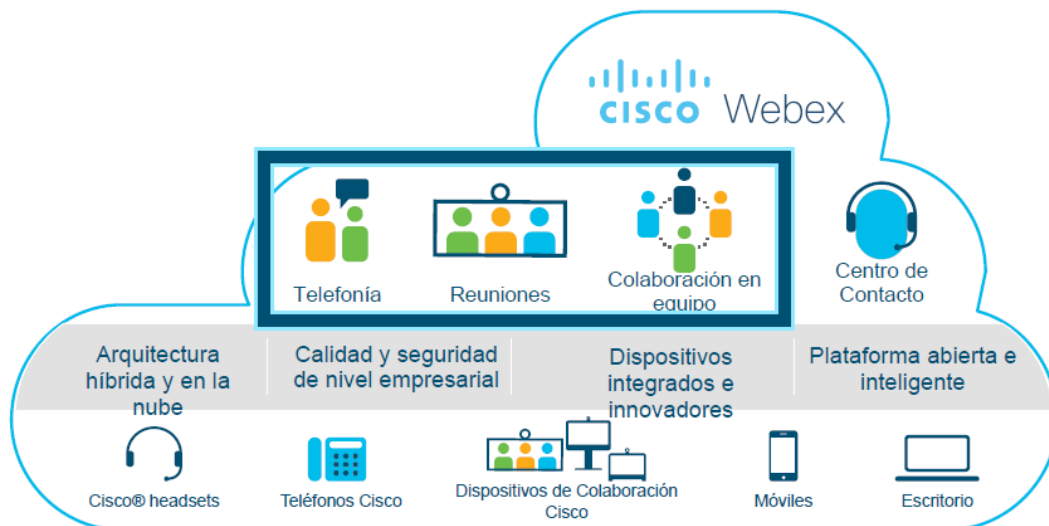 CISCO Webex
Telefonía
Reuniones
Colaboración en
equipo
Centro de
Contacto
Arquitectura
híbrida y en la
nube
Calidad y seguridad
de nivel empresarial
Dispositivos
integrados e
innovadores
Plataforma abierta e
inteligente
Cisco® headsets
Teléfonos Cisco
Dispositivos de Colaboración
Cisco
Móviles
Escritorio